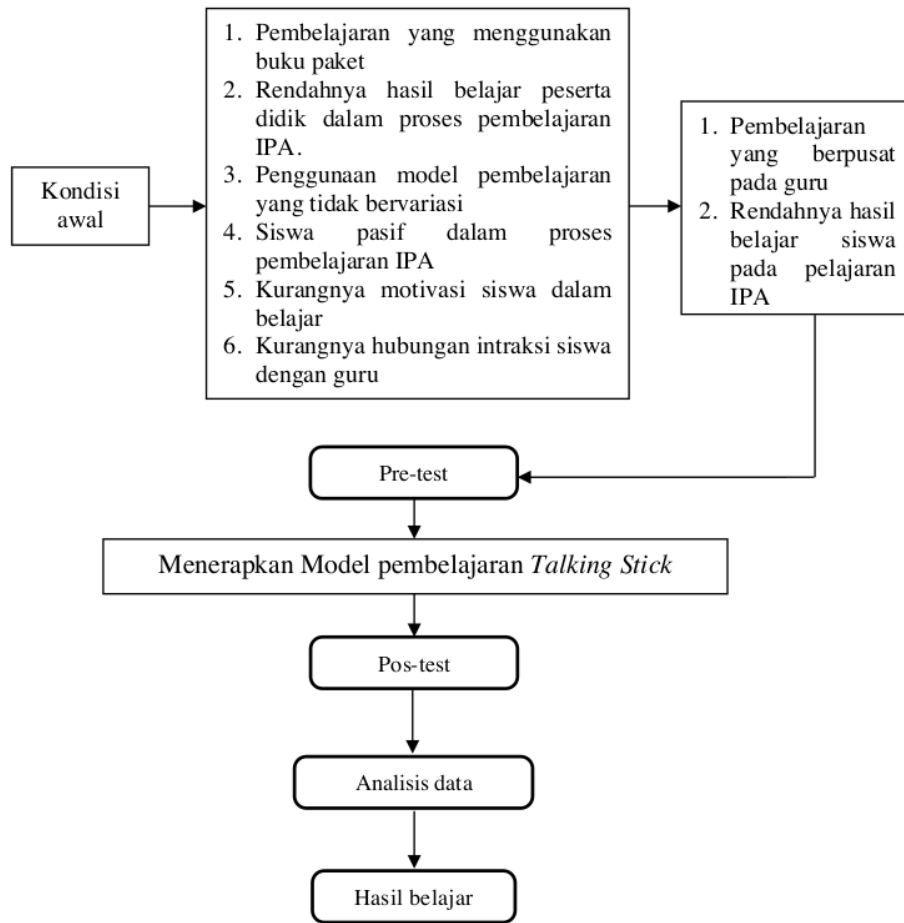 Kondisi
awal
1. Pembelajaran yang menggunakan
buku paket
2. Rendahnya hasil belajar peserta
didik dalam proses pembelajaran
IPA.
3. Penggunaan model pembelajaran
yang tidak bervariasi
4. Siswa pasif dalam proses
pembelajaran IPA
5. Kurangnya motivasi siswa dalam
belajar
6. Kurangnya hubungan intraksi siswa
dengan guru
1. Pembelajaran
yang berpusat
pada guru
2. Rendahnya hasil
belajar siswa
pada pelajaran
IPA
Pre-test
Menerapkan Model pembelajaran Talking Stick
Pos-test
Analisis data
Hasil belajar